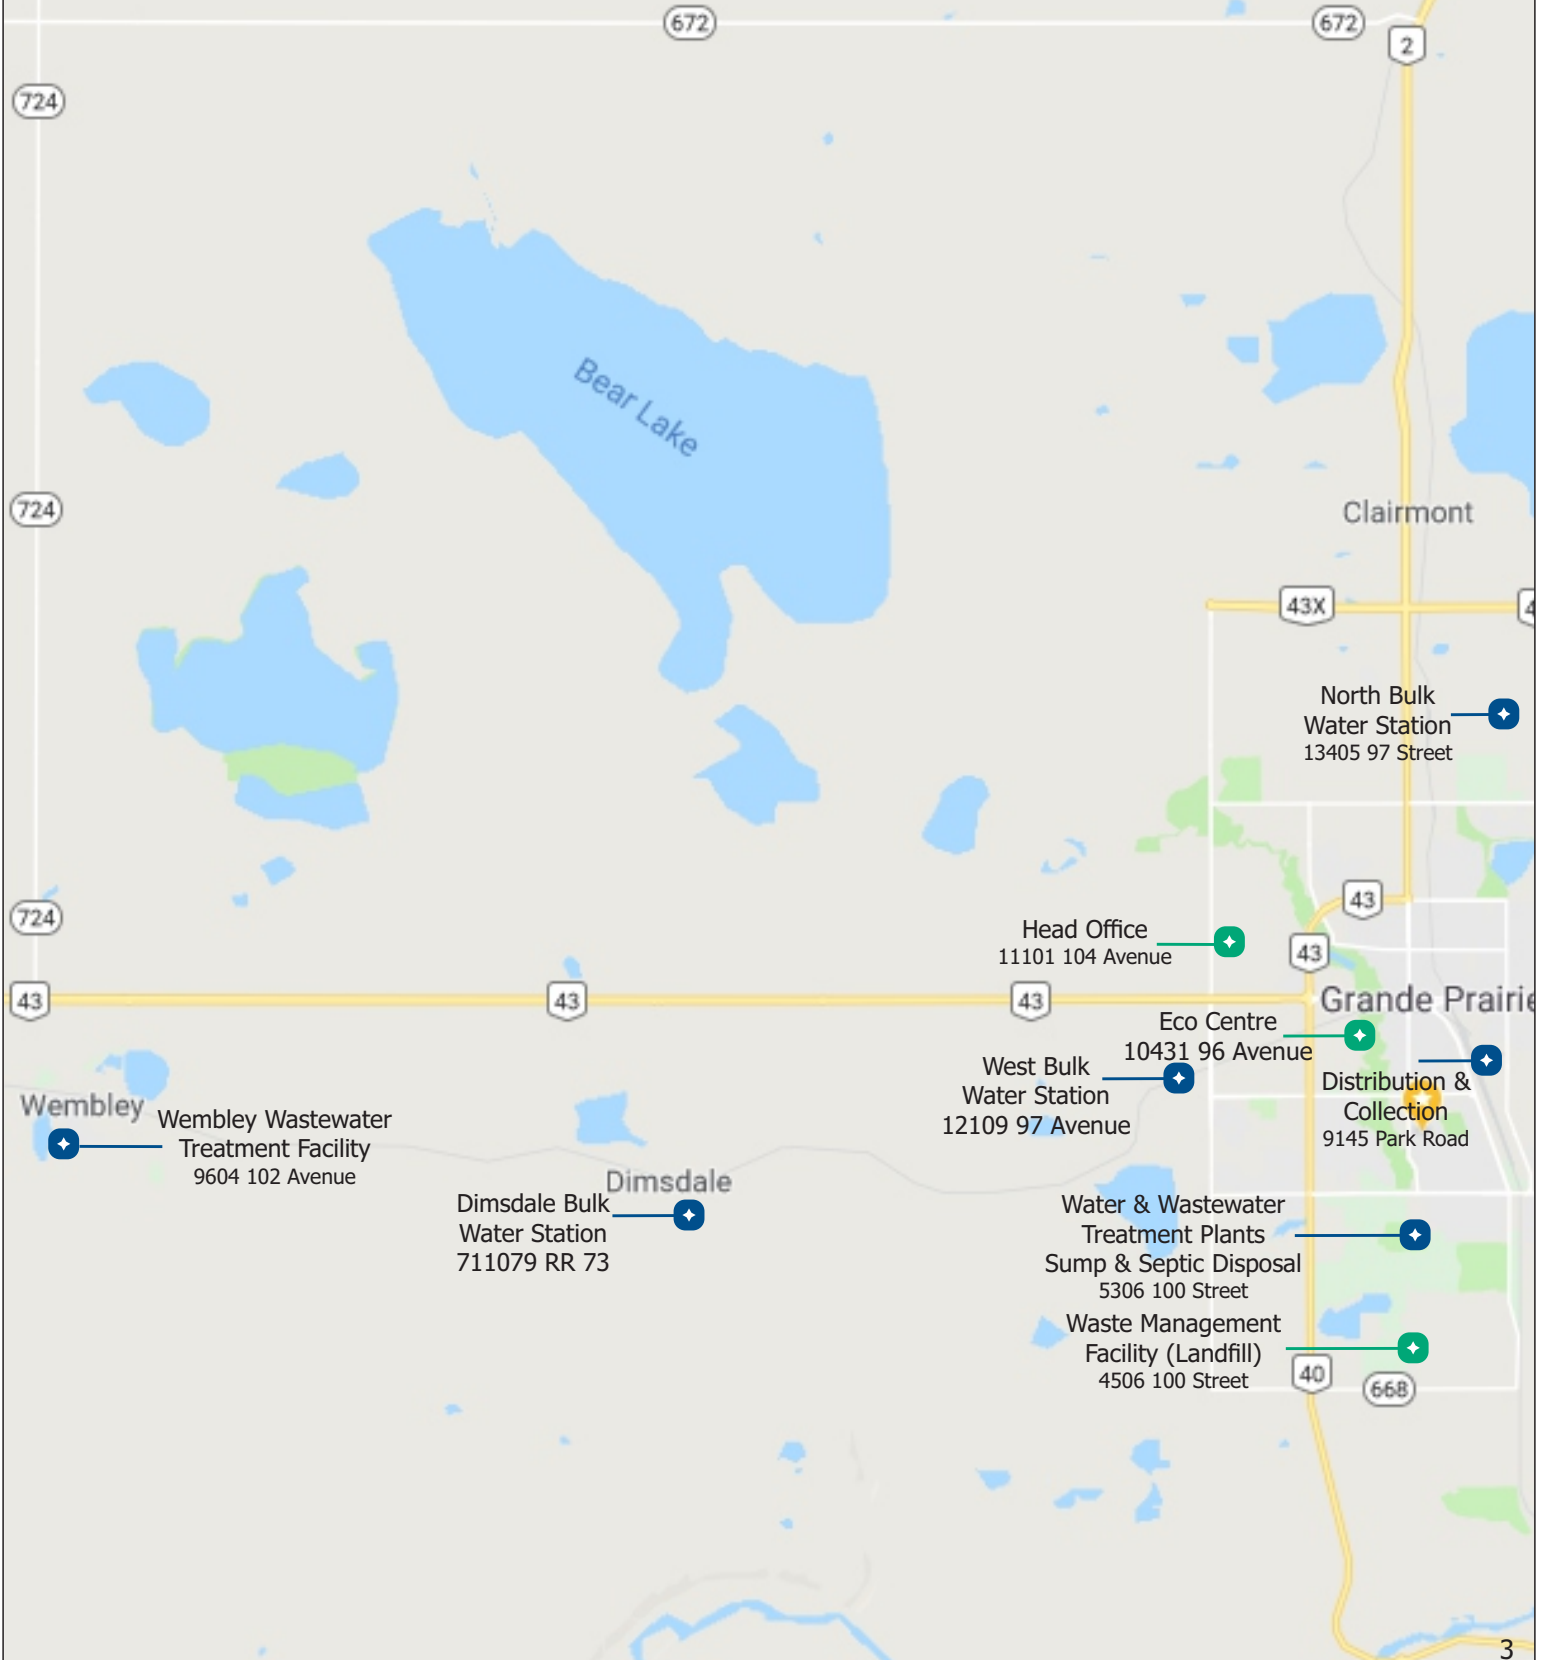 672
672
2
724
Bear Lake
724
Clairmont
43X
North Bulk
Water Station
13405 97 Street
43
724
Head Office
11101 104 Avenue
43
43
43
43
Grande Prairie
Eco Centre
10431 96 Avenue
West Bulk
Water Station
12109 97 Avenue
Distribution &
Collection
9145 Park Road
Wembley
Wembley Wastewater
Treatment Facility
9604 102 Avenue
Dimsdale
Dimsdale Bulk
Water Station
711079 RR 73
Water & Wastewater
Treatment Plants
Sump & Septic Disposal
5306 100 Street
Waste Management
Facility (Landfill)
4506 100 Street
40
668
3